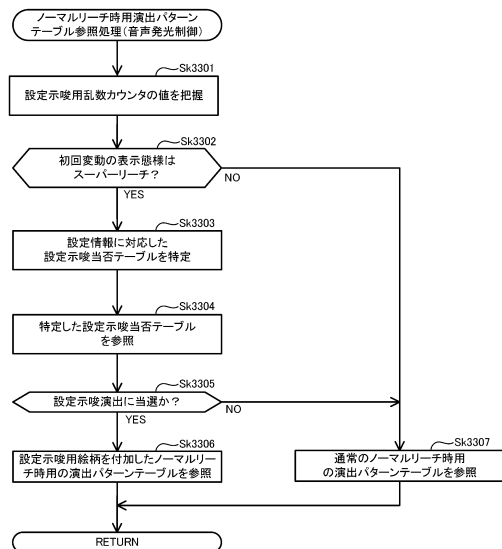 ノーマルリーチ時用演出パターン
テーブル参照処理(音声発光制御)
Sk3301
設定示唆用乱数カウンタの値を把握
Sk3302
初回変動の表示態様は
スーパーリーチ？
NO
YES
Sk3303
設定情報に対応した
設定示唆当否テーブルを特定
Sk3304
特定した設定示唆当否テーブル
を参照
Sk3305
設定示唆演出に当選か？
NO
YES
Sk3306
設定示唆用絵柄を付加したノーマルリー
チ時用の演出パターンテーブルを参照
Sk3307
通常のノーマルリーチ時用
の演出パターンテーブルを参照
RETURN